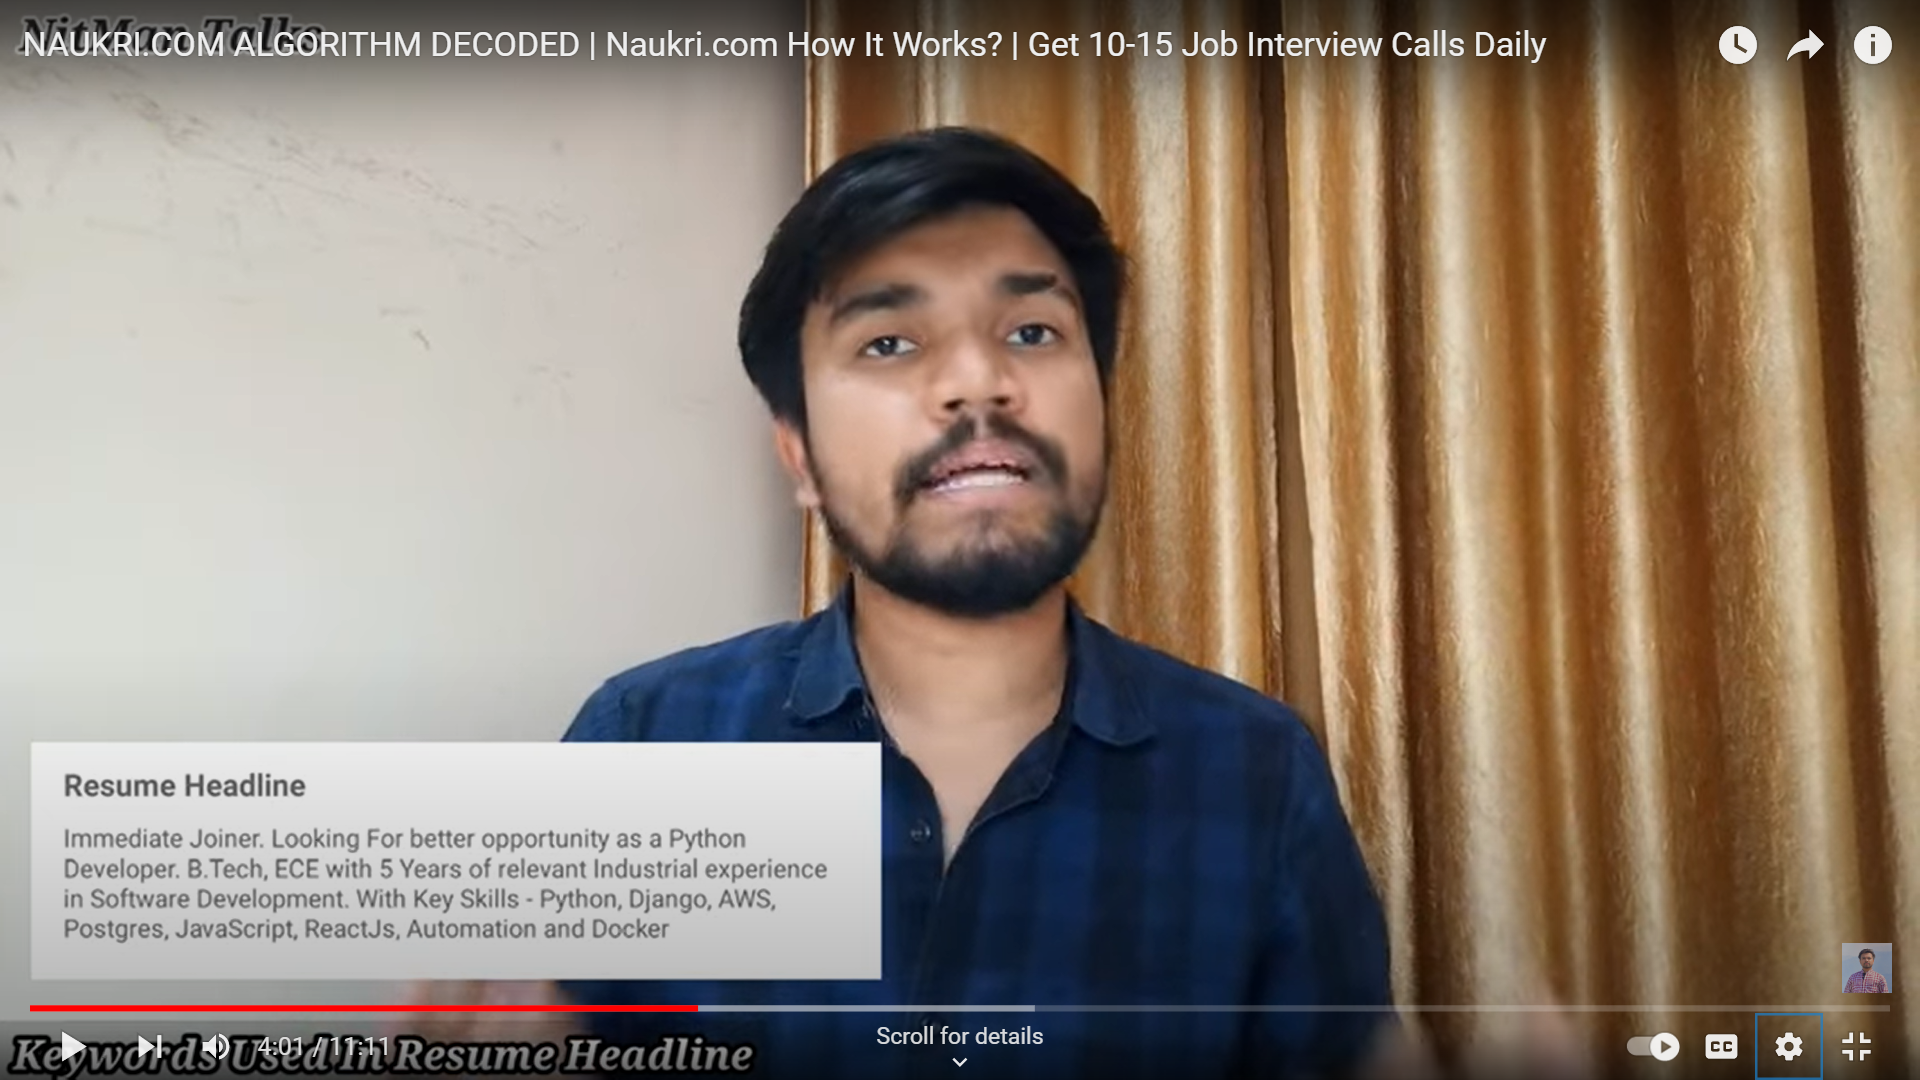 NitMan Talks
NAUKRI.COM ALGORITHM DECODED | Naukri.com How It Works? | Get 10-15 Job Interview Calls Daily
Resume Headline
Immediate Joiner. Looking For better opportunity as a Python
Developer. B.Tech, ECE with 5 Years of relevant Industrial experience
in Software Development. With Key Skills - Python, Django, AWS,
Postgres, JavaScript, ReactJs, Automation and Docker
Scroll for details
4:01 / 11:11
CC
Keywords Used In Resume Headline